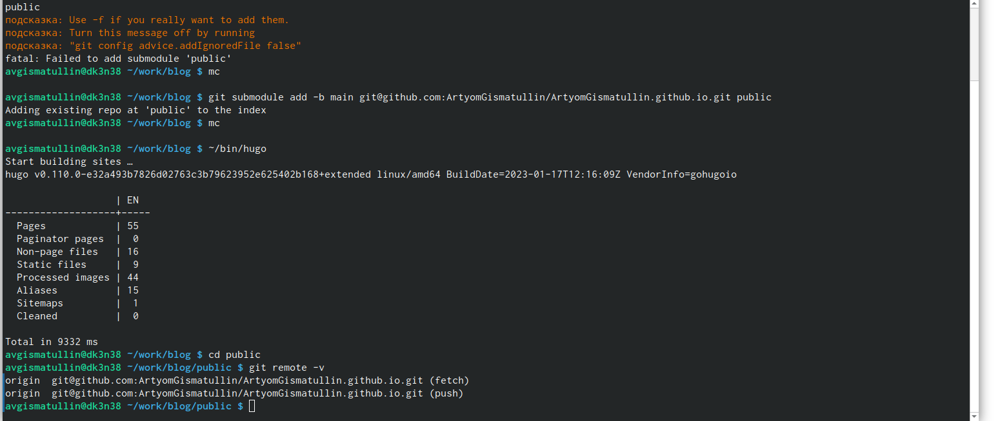 public
подсказка: Use -f if you really want to add them.
подсказка: Turn this message off by running
подсказка: "git config advice.addIgnoredFile false"
fatal: Failed to add submodule 'public'
avgismatullin@dk3n38 ~/work/blog $ mc
avgismatullin@dk3n38 ~/work/blog $ git submodule add -b main git@github.com:ArtyomGismatullin/ArtyomGismatullin.github.io.git public
Adding existing repo at 'public' to the index
avgismatullin@dk3n38 ~/work/blog $ mc
avgismatullin@dk3n38 ~/work/blog $ ~/bin/hugo
Start building sites …
hugo v0.110.0-e32a493b7826d02763c3b79623952e625402b168+extended linux/amd64 BuildDate=2023-01-17T12:16:09Z VendorInfo=gohugoio
                   | EN
-------------------+-----
  Pages            | 55
  Paginator pages  |  0
  Non-page files   | 16
  Static files     |  9
  Processed images | 44
  Aliases          | 15
  Sitemaps         |  1
  Cleaned          |  0
Total in 9332 ms
avgismatullin@dk3n38 ~/work/blog $ cd public
avgismatullin@dk3n38 ~/work/blog/public $ git remote -v
origin  git@github.com:ArtyomGismatullin/ArtyomGismatullin.github.io.git (fetch)
origin  git@github.com:ArtyomGismatullin/ArtyomGismatullin.github.io.git (push)
avgismatullin@dk3n38 ~/work/blog/public $